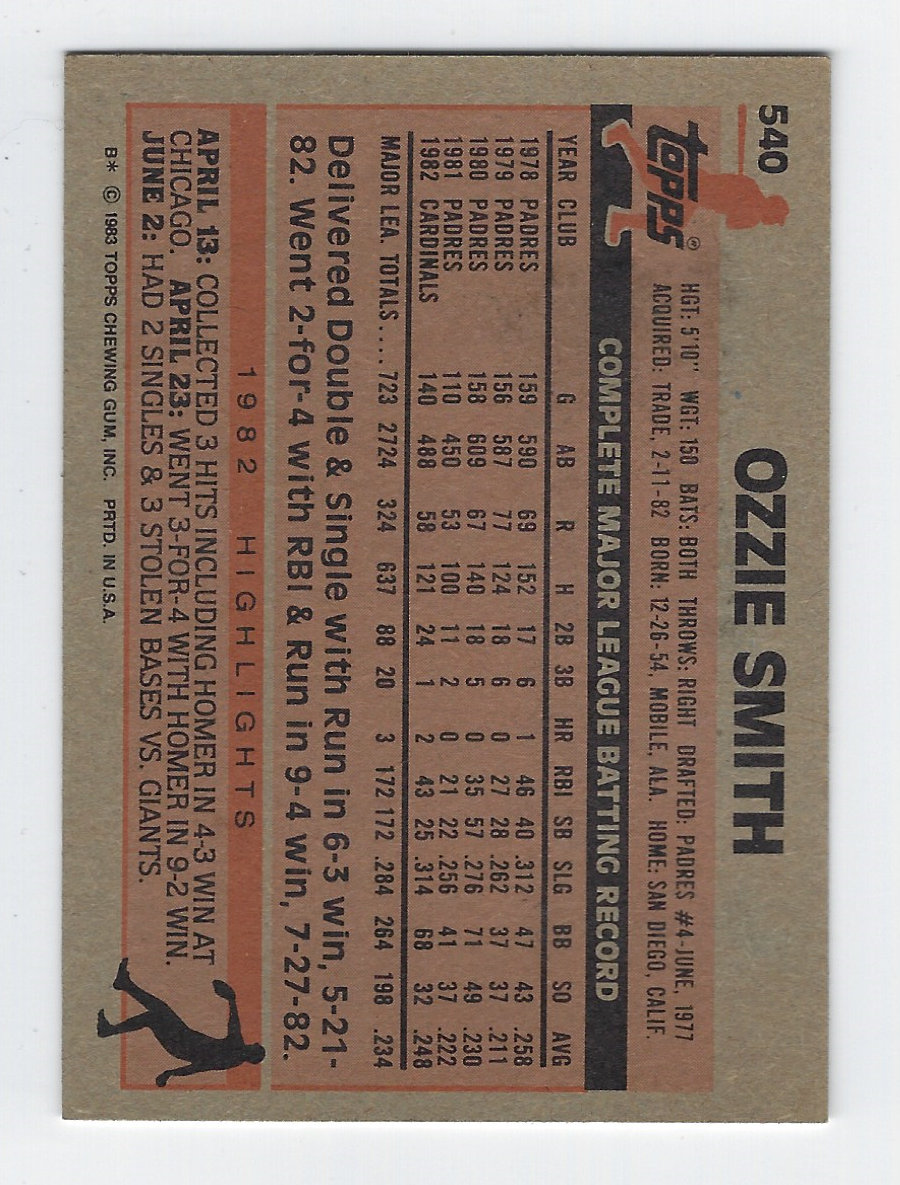 540
OZZIE SMITH
Topps®
HGT: 5'10" WGT: 150 BATS: BOTH THROWS: RIGHT DRAFTED: PADRES #4-JUNE, 1977
ACQUIRED: TRADE, 2-11-82 BORN: 12-26-54, MOBILE, ALA. HOME: SAN DIEGO, CALIF.
COMPLETE MAJOR LEAGUE BATTING RECORD
YEAR CLUB G AB R H 2B 3B HR RBI SB SLG BB SO AVG
1978 PADRES 159 590 69 152 17 6 1 46 40 .312 47 43 .258
1979 PADRES 156 587 77 124 18 6 0 27 28 .262 37 37 .211
1980 PADRES 158 609 67 140 18 5 0 35 57 .276 71 49 .230
1981 PADRES 110 450 53 100 11 2 0 21 22 .256 41 37 .222
1982 CARDINALS 140 488 58 121 24 1 2 43 25 .314 68 32 .248
MAJOR LEA. TOTALS.... 723 2724 324 637 88 20 3 172 172 .284 264 198 .234
Delivered Double & Single with Run in 6-3 win, 5-21-
82. Went 2-for-4 with RBI & Run in 9-4 win, 7-27-82.
1982 HIGHLIGHTS
APRIL 13: COLLECTED 3 HITS INCLUDING HOMER IN 4-3 WIN AT
CHICAGO. APRIL 23: WENT 3-FOR-4 WITH HOMER IN 9-2 WIN.
JUNE 2: HAD 2 SINGLES & 3 STOLEN BASES VS. GIANTS.
B* © 1983 TOPPS CHEWING GUM, INC. PRTD. IN U.S.A.